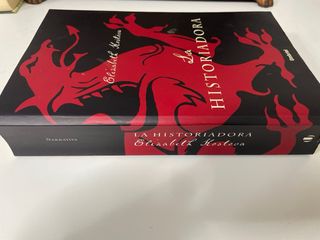 Elizabeth Kostova
La
HISTORIADORA
NARRATIVA
LA HISTORIADORA
Elizabeth Kostova